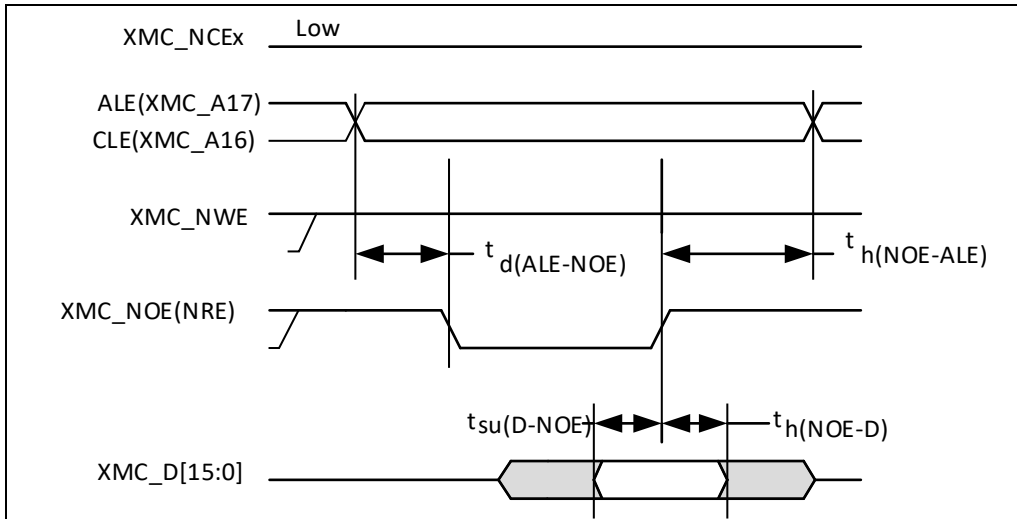 XMC_NCEx Low
ALE(XMC_A17)
CLE(XMC_A16)
XMC_NWE
t d(ALE-NOE)
t h(NOE-ALE)
XMC_NOE(NRE)
tsu(D-NOE)
th(NOE-D)
XMC_D[15:0]